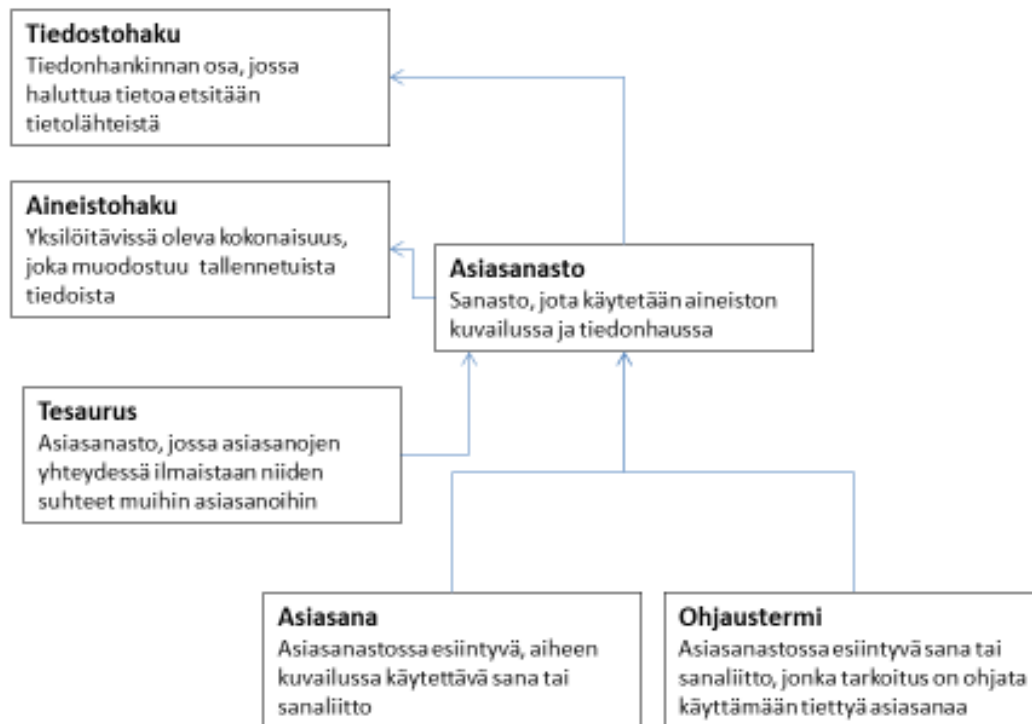 Tiedostohaku
Tiedonhankinnan osa, jossa
haluttua tietoa etsitään
tietolähteistä
Aineistohaku
Yksilöitävissä oleva kokonaisuus,
joka muodostuu tallennetuista
tiedoista
Asiasanasto
Sanasto, jota käytetään aineiston
kuvailussa ja tiedonhaussa
Tesaurus
Asiasanasto, jossa asiasanojen
yhteydessä ilmaistaan niiden
suhteet muihin asiasanoihin
Asiasana
Asiasanastossa esiintyvä, aiheen
kuvailussa käytettävä sana tai
sanaliitto
Ohjaustermi
Asiasanastossa esiintyvä sana tai
sanaliitto, jonka tarkoitus on ohjata
käyttämään tiettyä asiasanaa